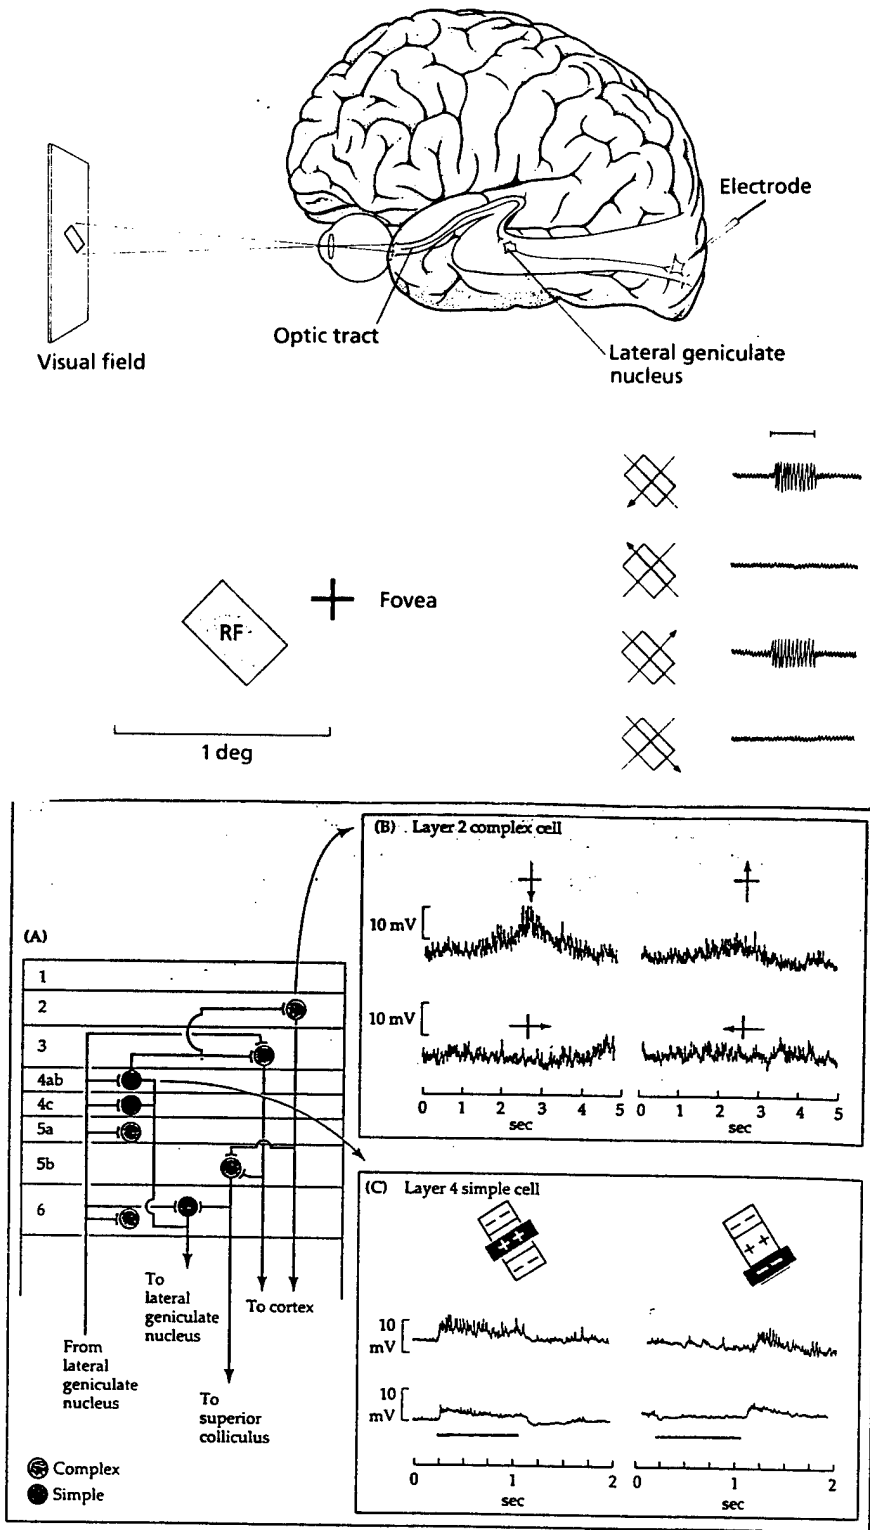 Electrode
Optic tract
Visual field
Lateral geniculate
nucleus
RF
Fovea
1 deg
(A)
1
2
3
4ab
4c
5a
5b
6
To
lateral
geniculate
nucleus
To cortex
From
lateral
geniculate
nucleus
To
superior
colliculus
Complex
Simple
(B) Layer 2 complex cell
10 mV
10 mV
0 1 2 3 4 5
sec
0 1 2 3 4 5
sec
(C) Layer 4 simple cell
10
mV
10
mV
0 1 2
sec
0 1 2
sec